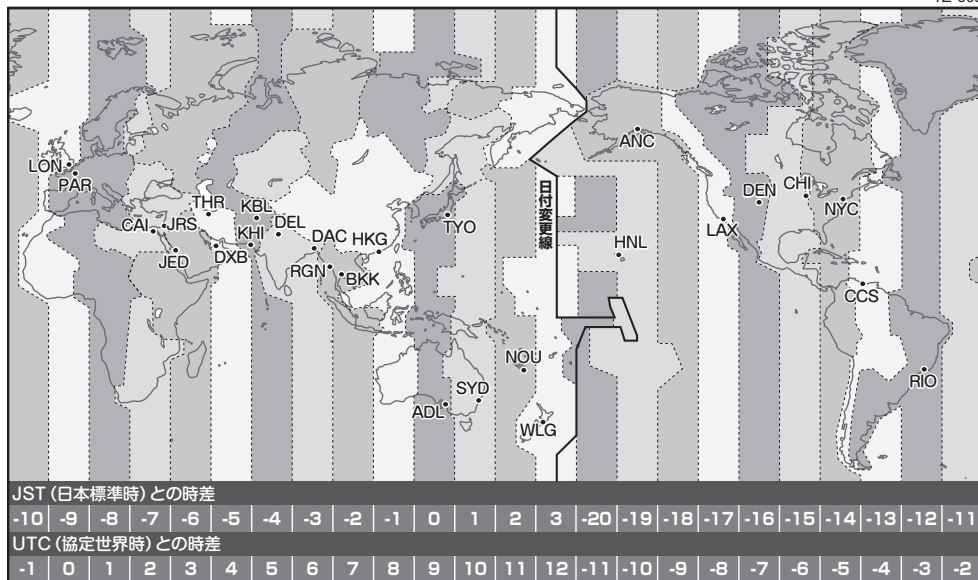 LON
PAR
CAI
JRS
JED
THR
DXB
KBL
KHI
DEL
DAC
RGN
BKK
HKG
TYO
ADL
SYD
NOU
WLG
日付変更線
ANC
HNL
LAX
DEN
CHI
NYC
CCS
RIO
JST(日本標準時)との時差
-10 -9 -8 -7 -6 -5 -4 -3 -2 -1 0 1 2 3 -20 -19 -18 -17 -16 -15 -14 -13 -12 -11
UTC(協定世界時)との時差
-1 0 1 2 3 4 5 6 7 8 9 10 11 12 -11 -10 -9 -8 -7 -6 -5 -4 -3 -2